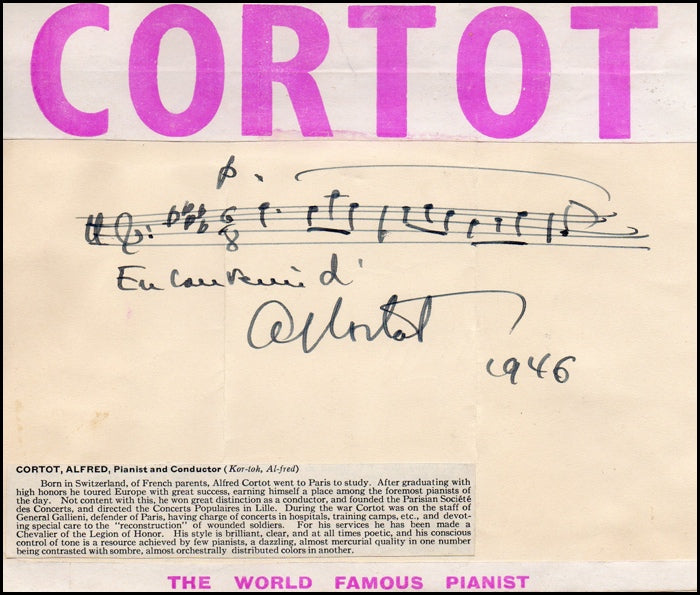 CORTOT
p.
6
8
En souvenir d'
A Cortot
1946
CORTOT, ALFRED, Pianist and Conductor (Kor-toh, Al-fred)
Born in Switzerland, of French parents, Alfred Cortot went to Paris to study. After graduating with
high honors he toured Europe with great success, earning himself a place among the foremost pianists of
the day. Not content with this, he won great distinction as a conductor, and founded the Parisian Société
des Concerts, and directed the Concerts Populaires in Lille. During the war Cortot was on the staff of
General Gallieni, defender of Paris, having charge of concerts in hospitals, training camps, etc., and devot-
ing special care to the "reconstruction" of wounded soldiers. For his services he has been made a
Chevalier of the Legion of Honor. His style is brilliant, clear, and at all times poetic, and his conscious
control of tone is a resource achieved by few pianists, a dazzling, almost mercurial quality in one number
being contrasted with sombre, almost orchestrally distributed colors in another.
THE WORLD FAMOUS PIANIST